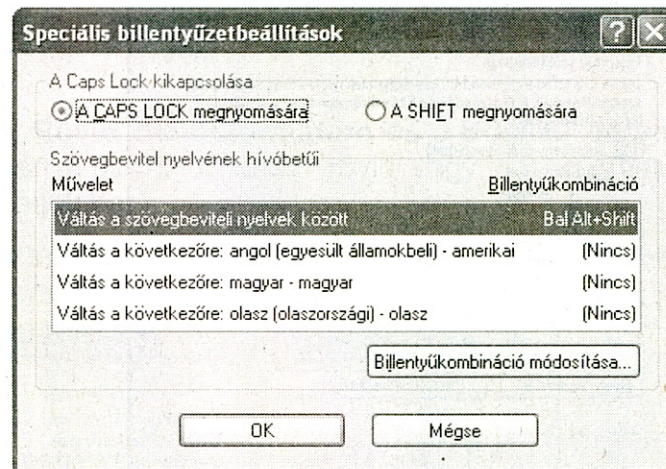 Speciális billentyűzetbeállítások
A Caps Lock kikapcsolása
A CAPS LOCK megnyomására
A SHIFT megnyomására
Szövegbevitel nyelvének hívóbetűi
Művelet Billentyűkombináció
Váltás a szövegbeviteli nyelvek között Bal Alt+Shift
Váltás a következőre: angol (egyesült államokbeli) - amerikai (Nincs)
Váltás a következőre: magyar - magyar (Nincs)
Váltás a következőre: olasz (olaszországi) - olasz (Nincs)
Billentyűkombináció módosítása...
OK Mégse